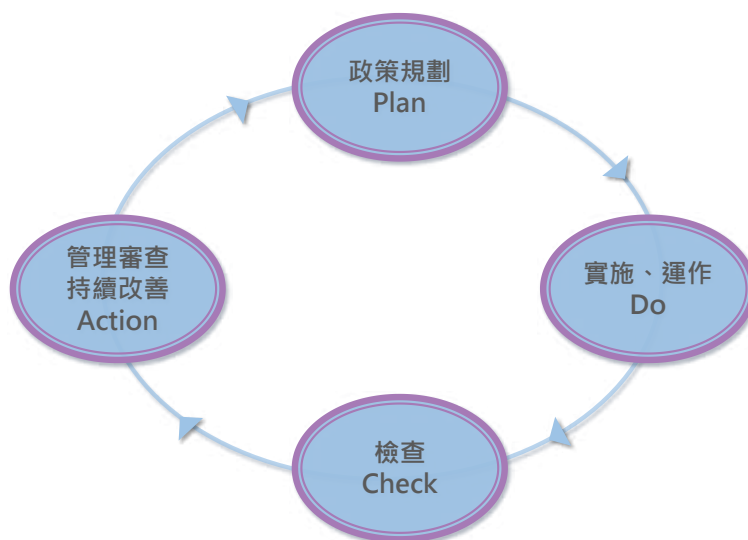 政策規劃
Plan
實施、運作
Do
檢查
Check
管理審查
持續改善
Action